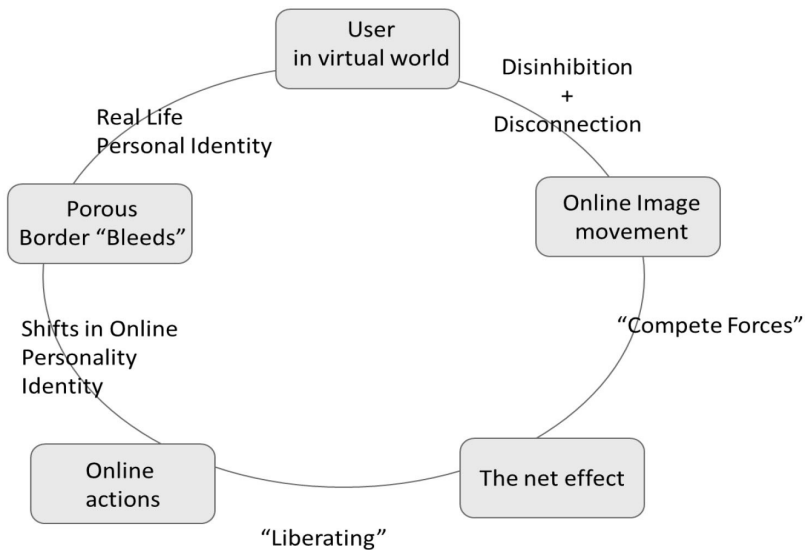 User
in virtual world
Disinhibition
+
Disconnection
Online Image
movement
“Compete Forces”
The net effect
“Liberating”
Online
actions
Shifts in Online
Personality
Identity
Porous
Border “Bleeds”
Real Life
Personal Identity